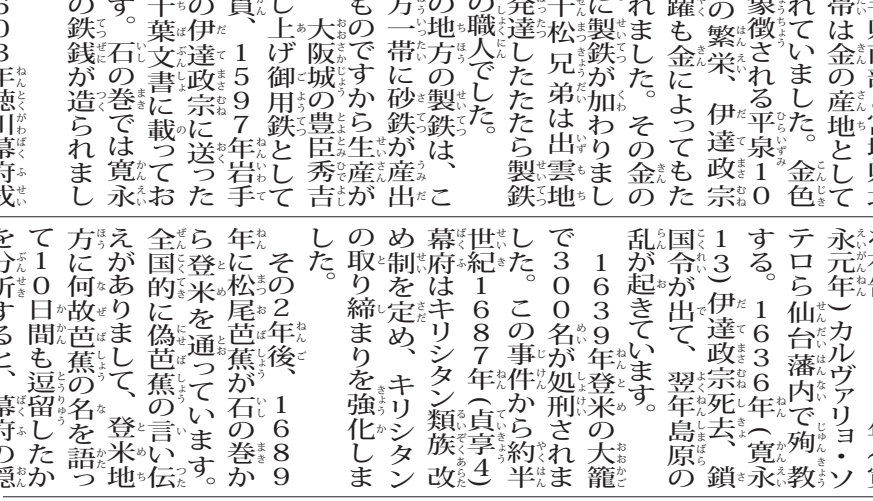 帯は金の産地として
れていました。金色
象徴される平泉10
の繁栄、伊達政宗
躍も金によってもた
れました。その金の
に製鉄が加わりまし
千松兄弟は出雲地
発達したたたら製鉄
の職人でした。
の地方の製鉄は、こ
方一帯に砂鉄が産出
ものですから生産が
大阪城の豊臣秀吉
し上げ御用鉄として
員、1597年岩手
の伊達政宗に送った
千葉文書に載ってお
す。石の巻では寛永
の鉄銭が造られまし
03年徳川幕府成
永元年)カルヴァリョ・ソ
テロら仙台藩内で殉教
する。1636年(寛永
13)伊達政宗死去、鎖
国令が出て、翌年島原の
乱が起きています。
1639年登米の大籠
で300名が処刑されま
した。この事件から約半
世紀1687年(貞享4)
幕府はキリシタン類族改
め制を定め、キリシタン
の取り締まりを強化しま
した。
その2年後、1689
年に松尾芭蕉が石の巻か
ら登米を通っています。
全国的に偽芭蕉の言い伝
えがありまして、登米地
方に何故芭蕉の名を語っ
て10日間も逗留したか
を分析すると、幕府の隠